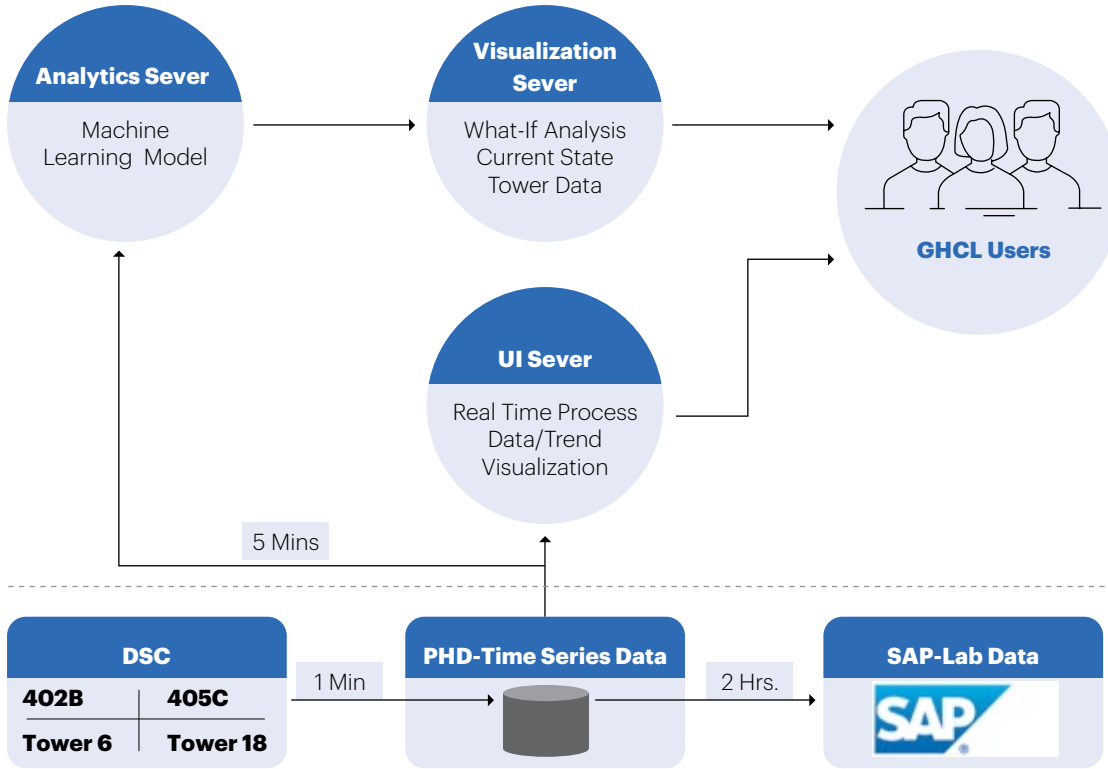 Analytics Sever
Machine
Learning Model
Visualization
Sever
What-If Analysis
Current State
Tower Data
GHCL Users
UI Sever
Real Time Process
Data/Trend
Visualization
5 Mins
DSC
402B
405C
Tower 6
Tower 18
1 Min
PHD-Time Series Data
2 Hrs.
SAP-Lab Data
SAP®